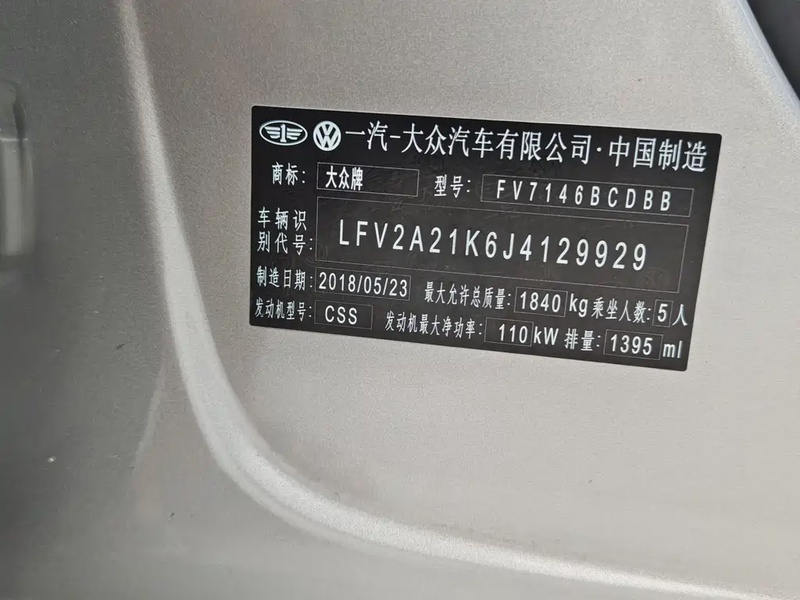 一汽-大众汽车有限公司·中国制造
商标: 大众牌 型号: FV7146BCDBB
车辆识别代号: LFV2A21K6J4129929
制造日期: 2018/05/23 最大允许总质量: 1840 kg 乘坐人数: 5 人
发动机型号: CSS 发动机最大净功率: 110 kW 排量: 1395 ml